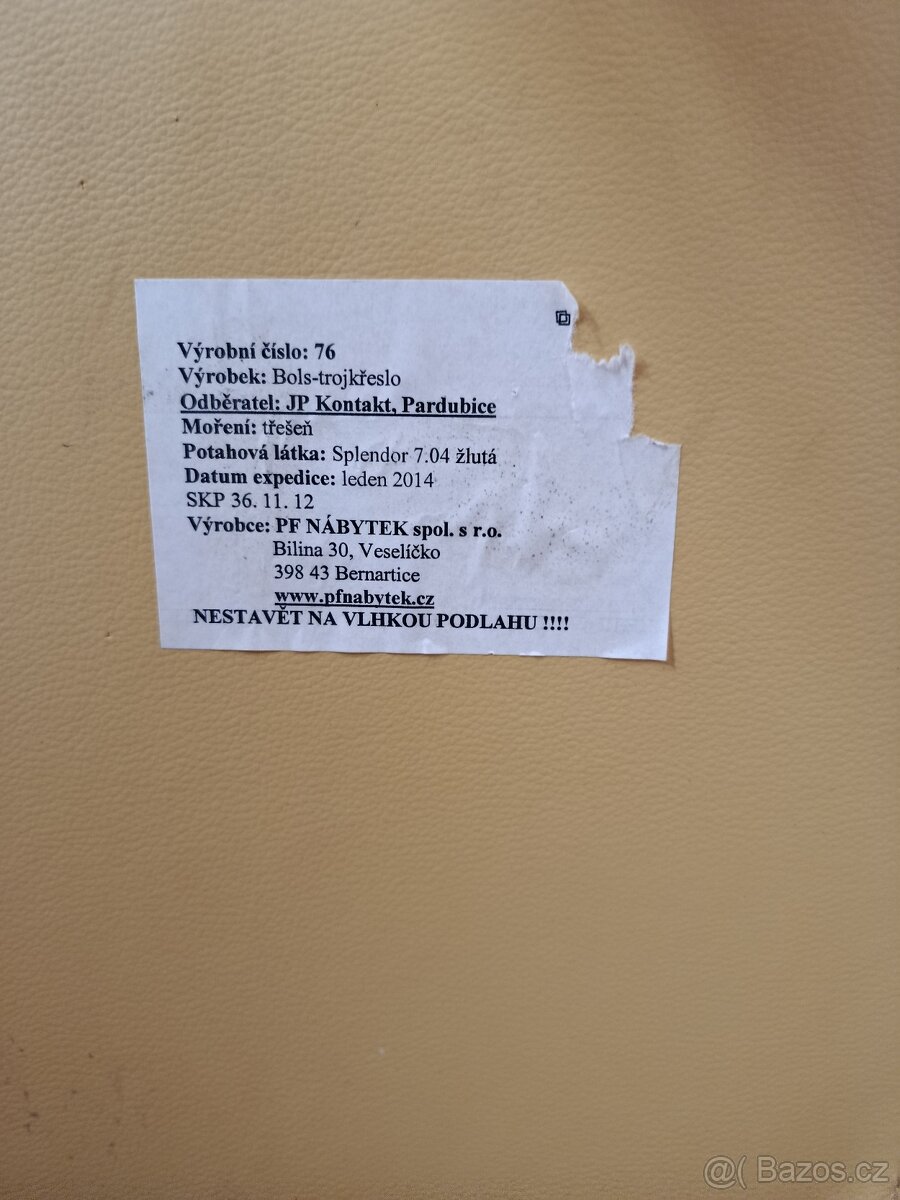 Výrobní číslo: 76
Výrobek: Bols-trojkřeslo
Odběratel: JP Kontakt, Pardubice
Moření: třešeň
Potahová látka: Splendor 7.04 žlutá
Datum expedice: leden 2014
SKP 36. 11. 12
Výrobce: PF NÁBYTEK spol. s r.o.
Bilina 30, Veselíčko
398 43 Bernartice
www.pfnabytek.cz
NESTAVĚT NA VLHKOU PODLAHU !!!!
@( Bazos.cz